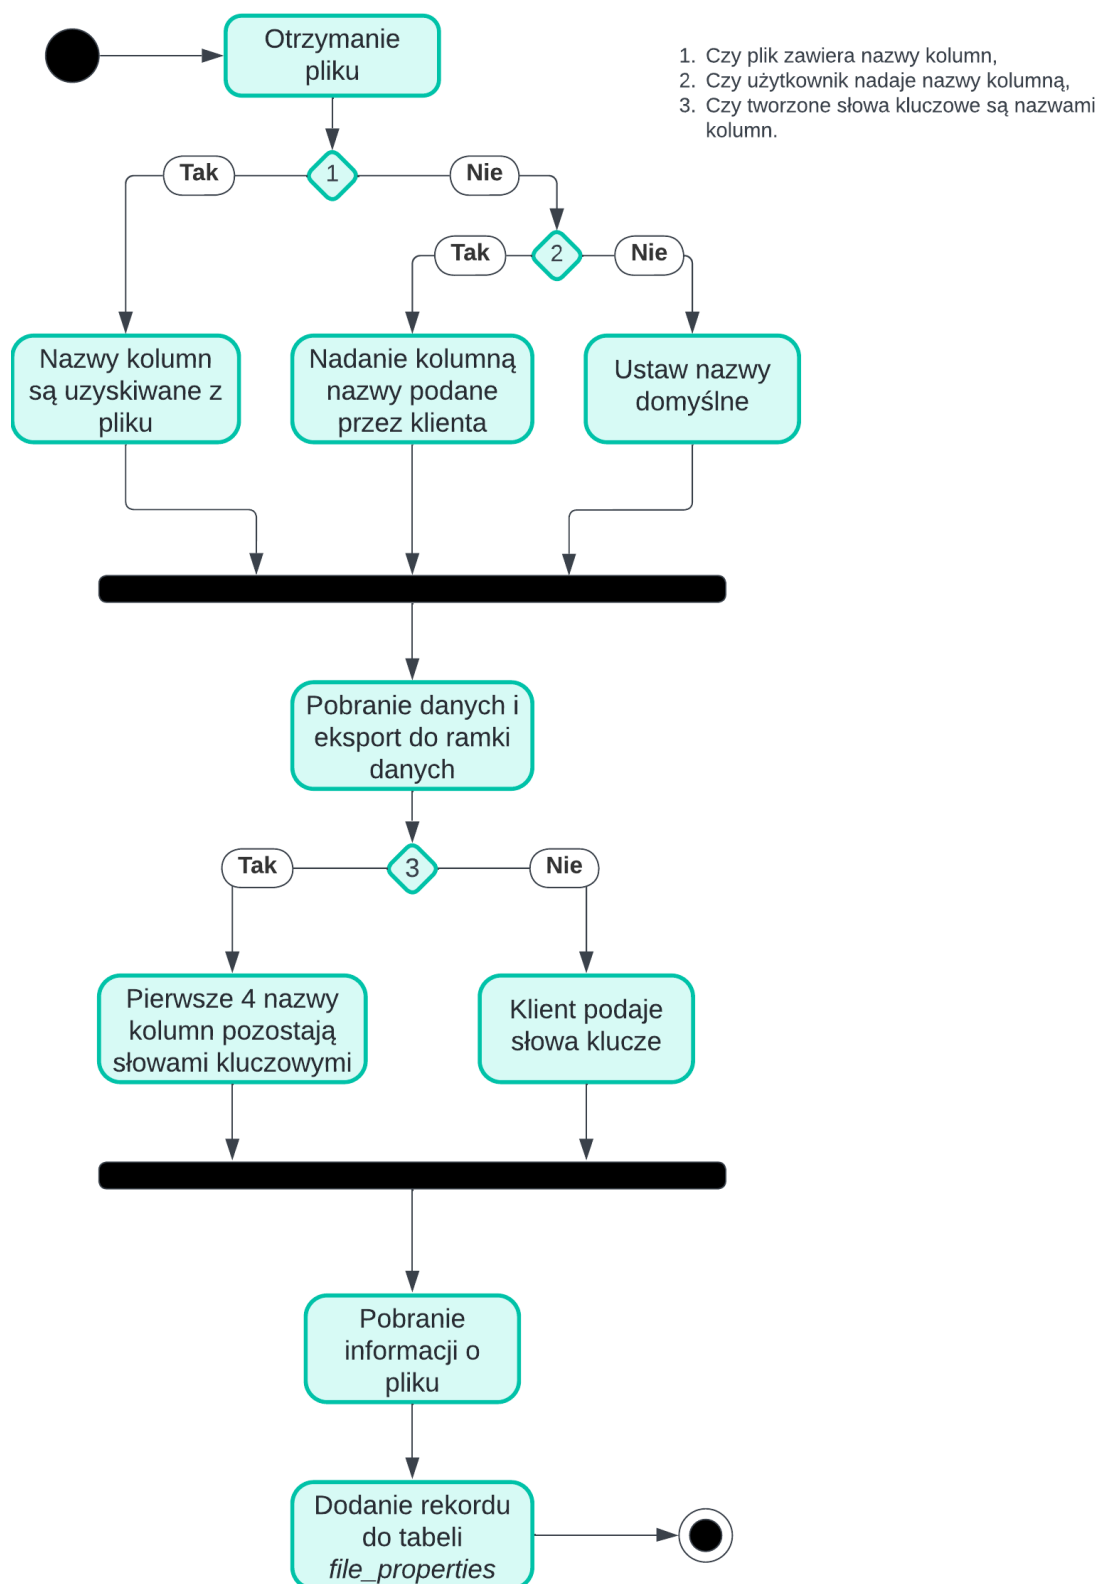 Otrzymanie
pliku
1. Czy plik zawiera nazwy kolumn,
2. Czy użytkownik nadaje nazwy kolumną,
3. Czy tworzone słowa kluczowe są nazwami
kolumn.
Tak
1
Nie
Tak
2
Nie
Nazwy kolumn
są uzyskiwane z
pliku
Nadanie kolumną
nazwy podane
przez klienta
Ustaw nazwy
domyślne
Pobranie danych i
eksport do ramki
danych
Tak
3
Nie
Pierwsze 4 nazwy
kolumn pozostają
słowami kluczowymi
Klient podaje
słowa klucze
Pobranie
informacji o
pliku
Dodanie rekordu
do tabeli
file_properties